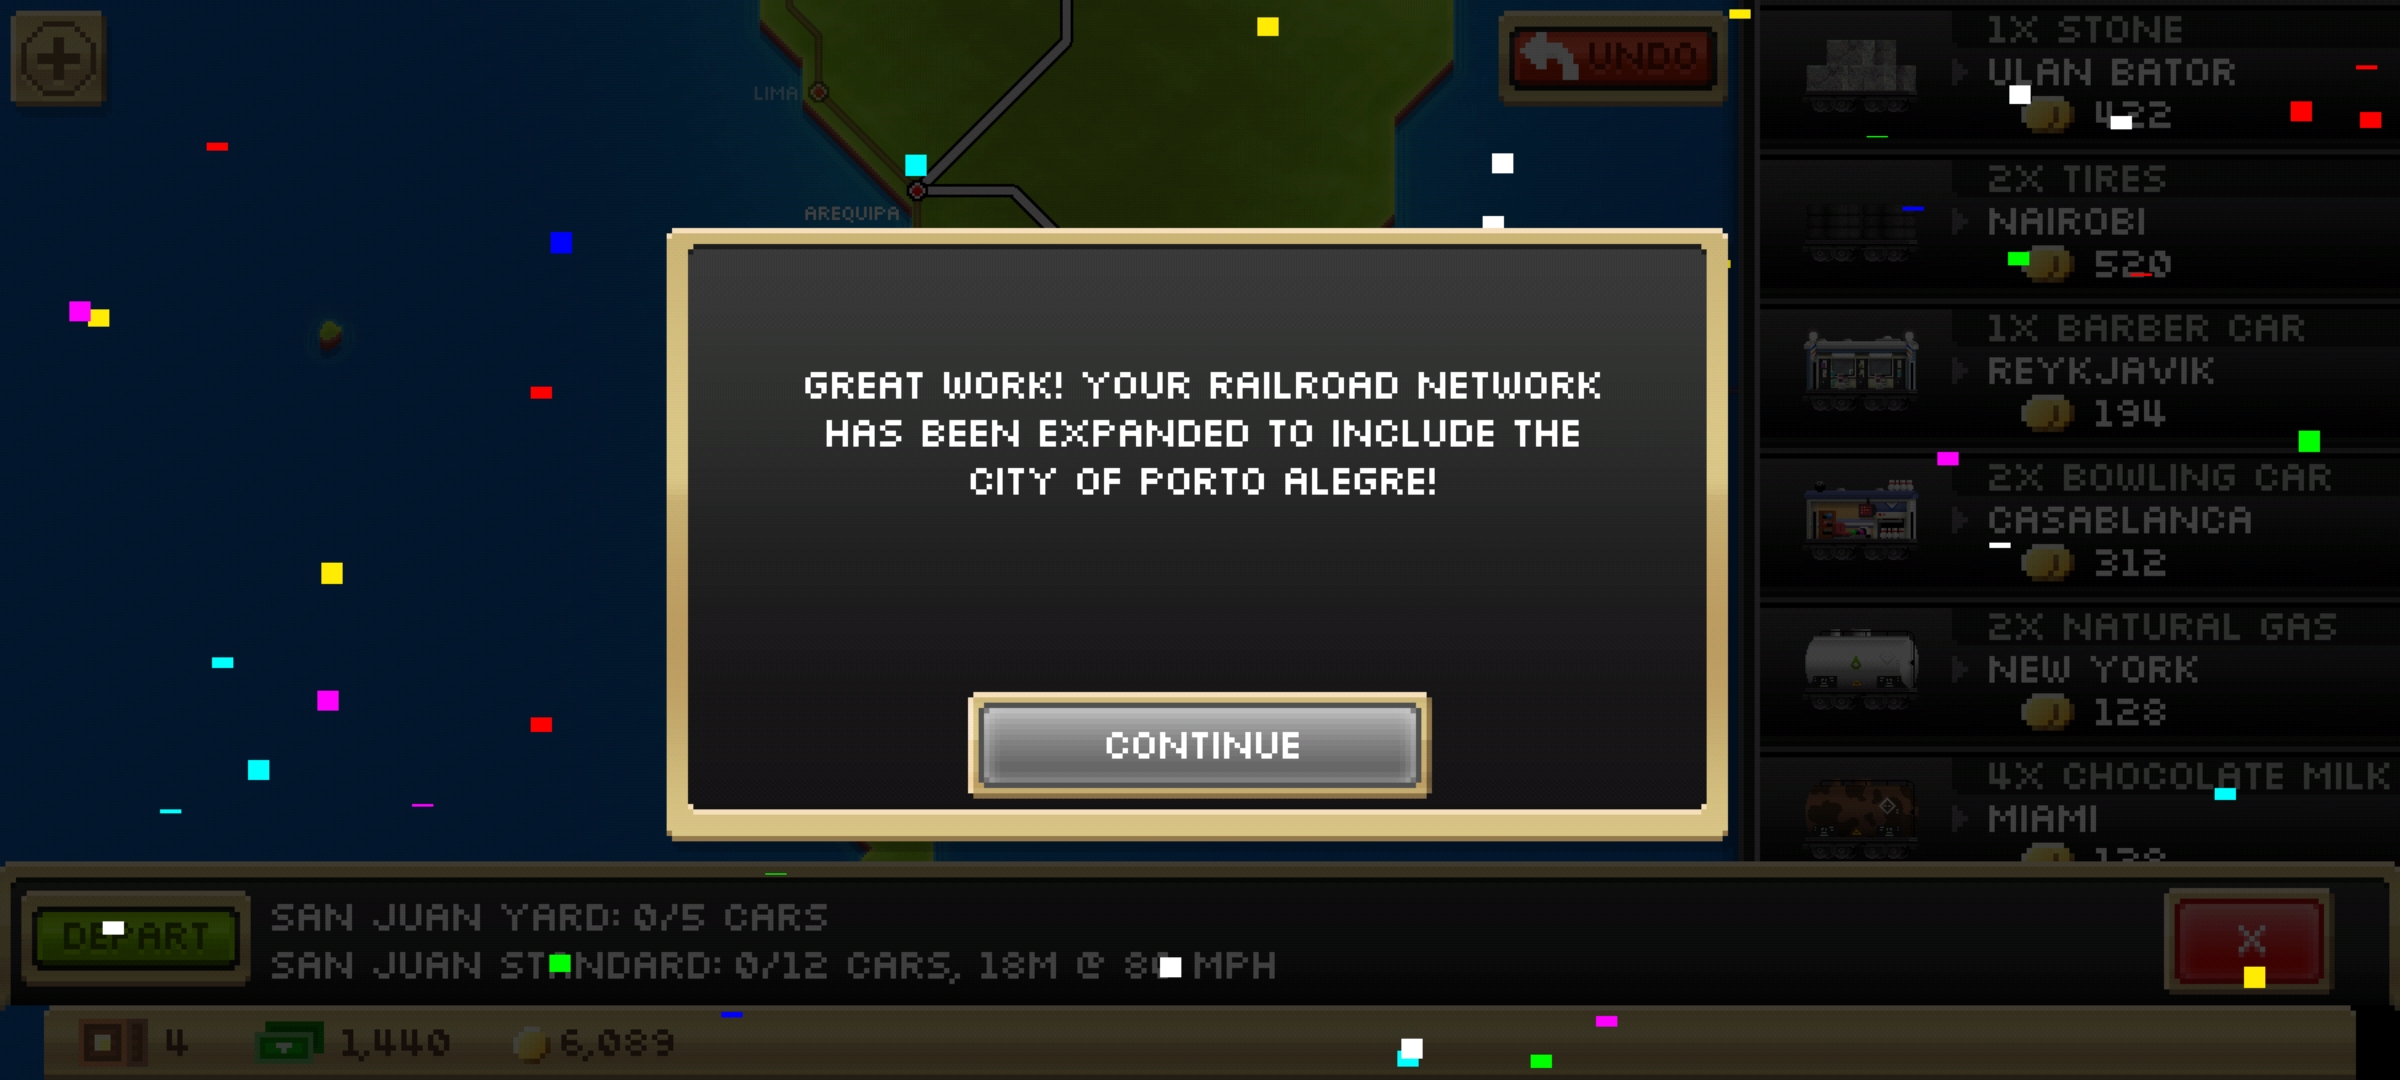 LIMA
AREQUIPA
UNDO
GREAT WORK! YOUR RAILROAD NETWORK
HAS BEEN EXPANDED TO INCLUDE THE
CITY OF PORTO ALEGRE!
CONTINUE
1X STONE
ULAN BATOR
422
2X TIRES
NAIROBI
520
1X BARBER CAR
REYKJAVIK
194
2X BOWLING CAR
CASABLANCA
312
2X NATURAL GAS
NEW YORK
128
4X CHOCOLATE MILK
MIAMI
DEPART
SAN JUAN YARD: 0/5 CARS
SAN JUAN STANDARD: 0/12 CARS, 18M @ MPH
X
4
1,440
6,089